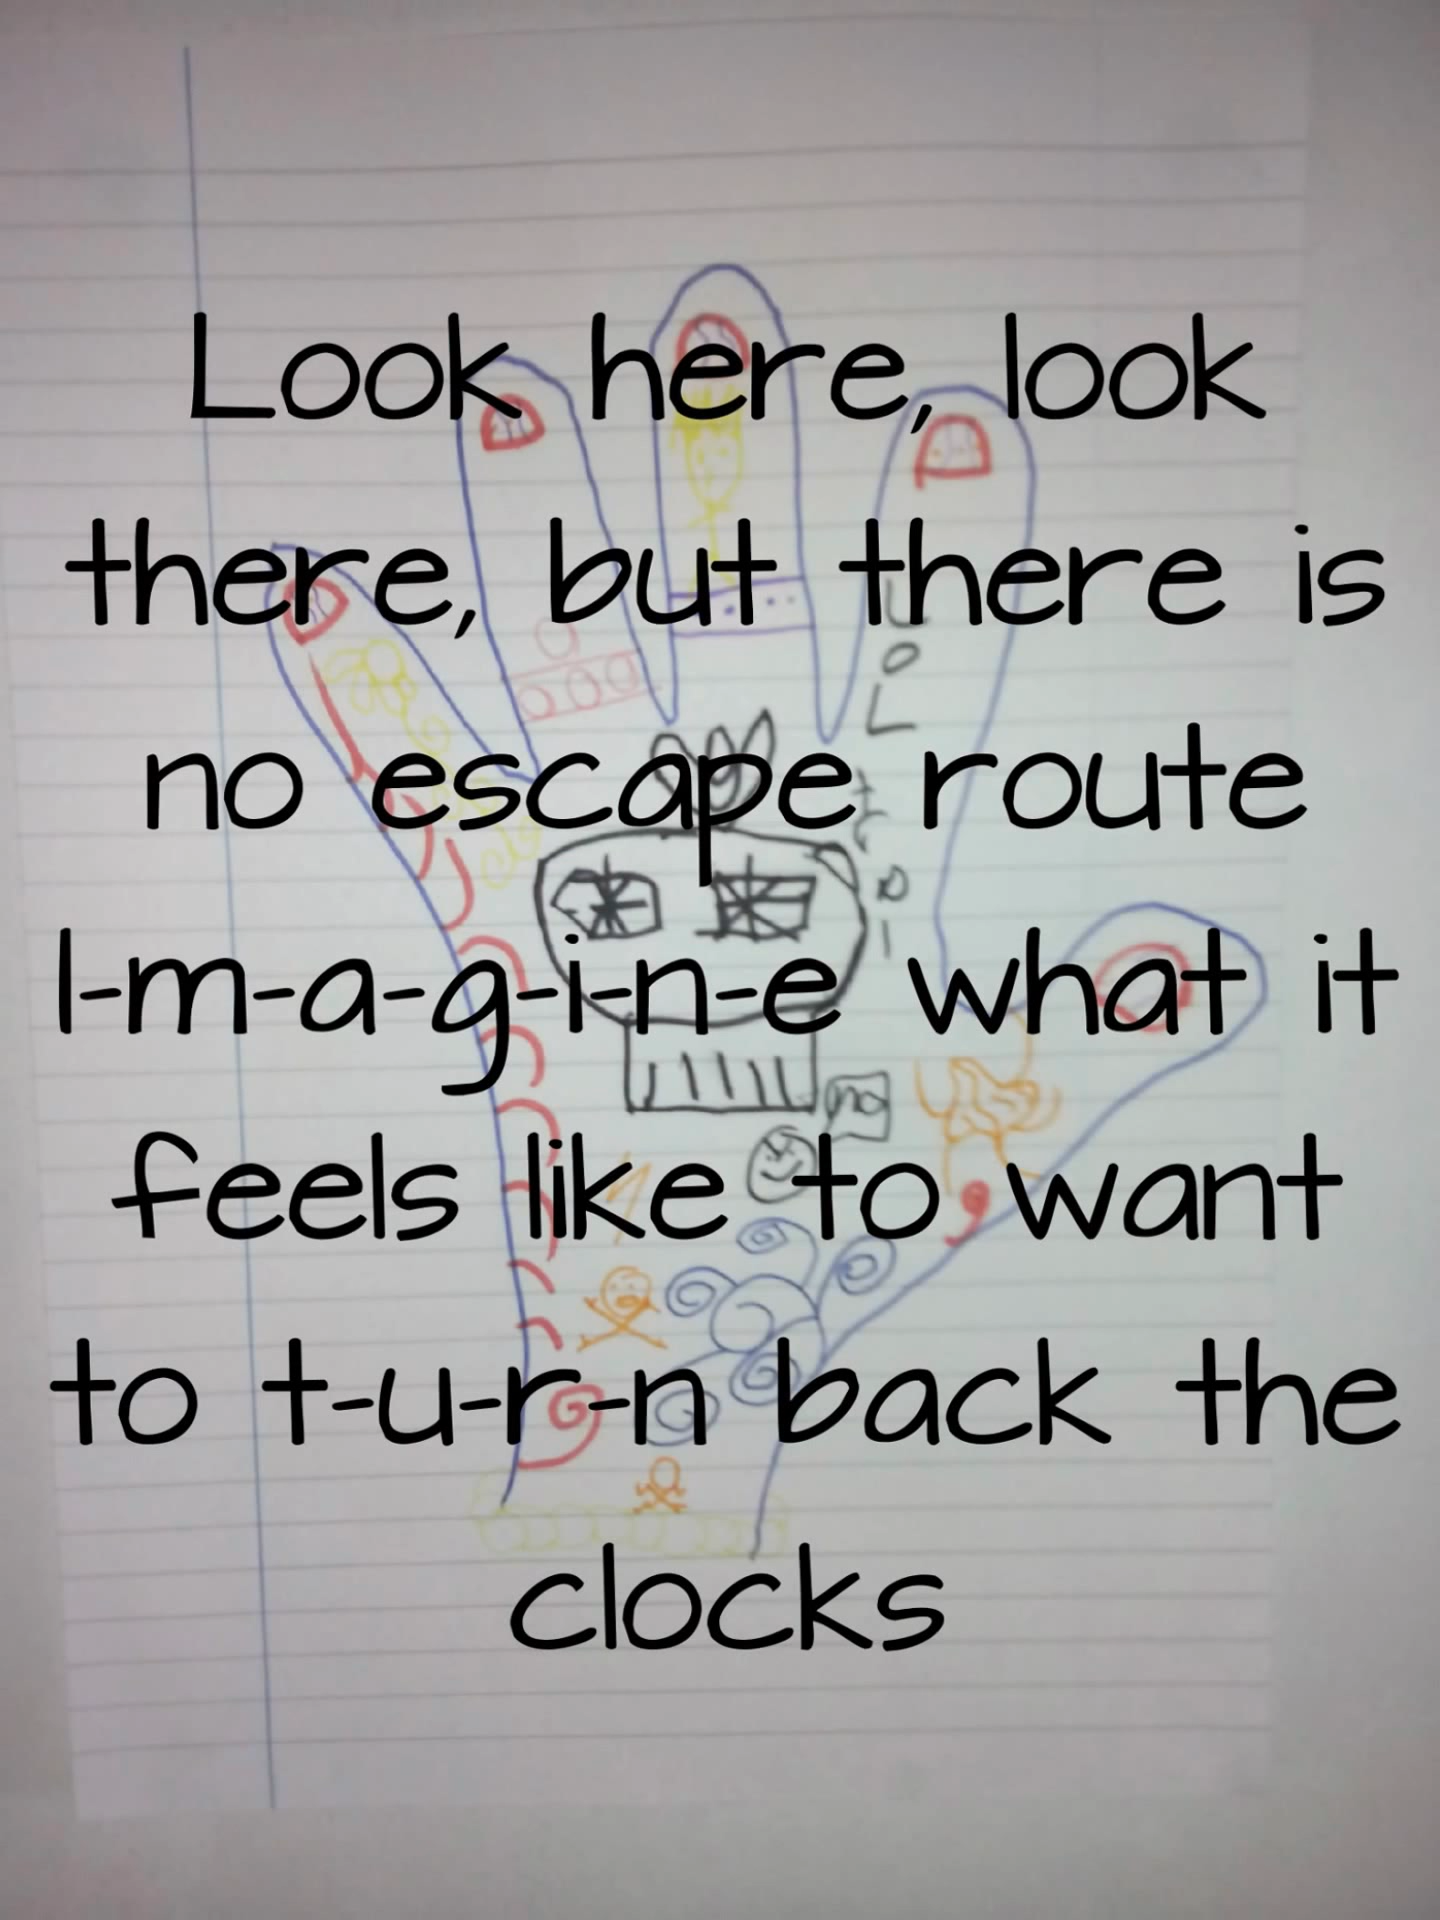 Look here, look
there, but there is
no escape route
I-m-a-g-i-n-e what it
feels like to want
to t-u-r-n back the
clocks